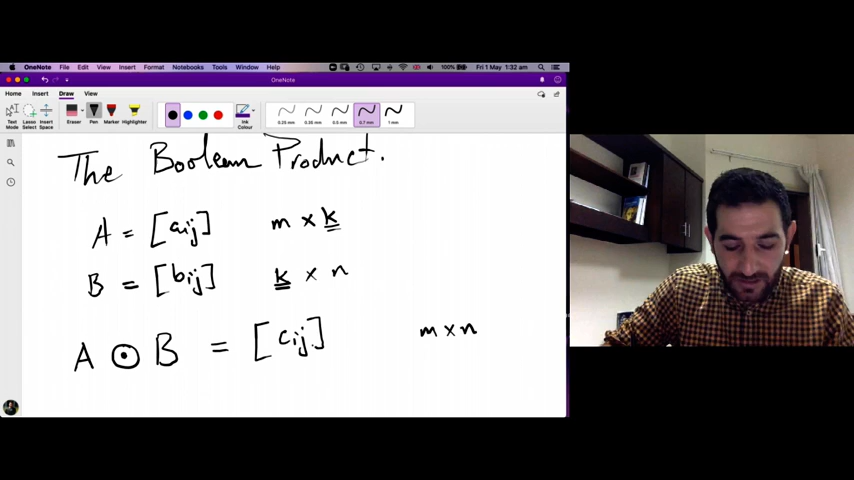 OneNote File Edit View Insert Format Notebooks Tools Window Help 100% Fri 1 May 1:32 am
OneNote
Home Insert Draw View
Text Mode Lasso Select Insert Space Eraser Pen Marker Highlighter Ink Colour 0.25 mm 0.35 mm 0.5 mm 0.7 mm 1 mm
The Boolean Product.
A = [aij] m × k
B = [bij] k × n
A ⊙ B = [cij] m × n